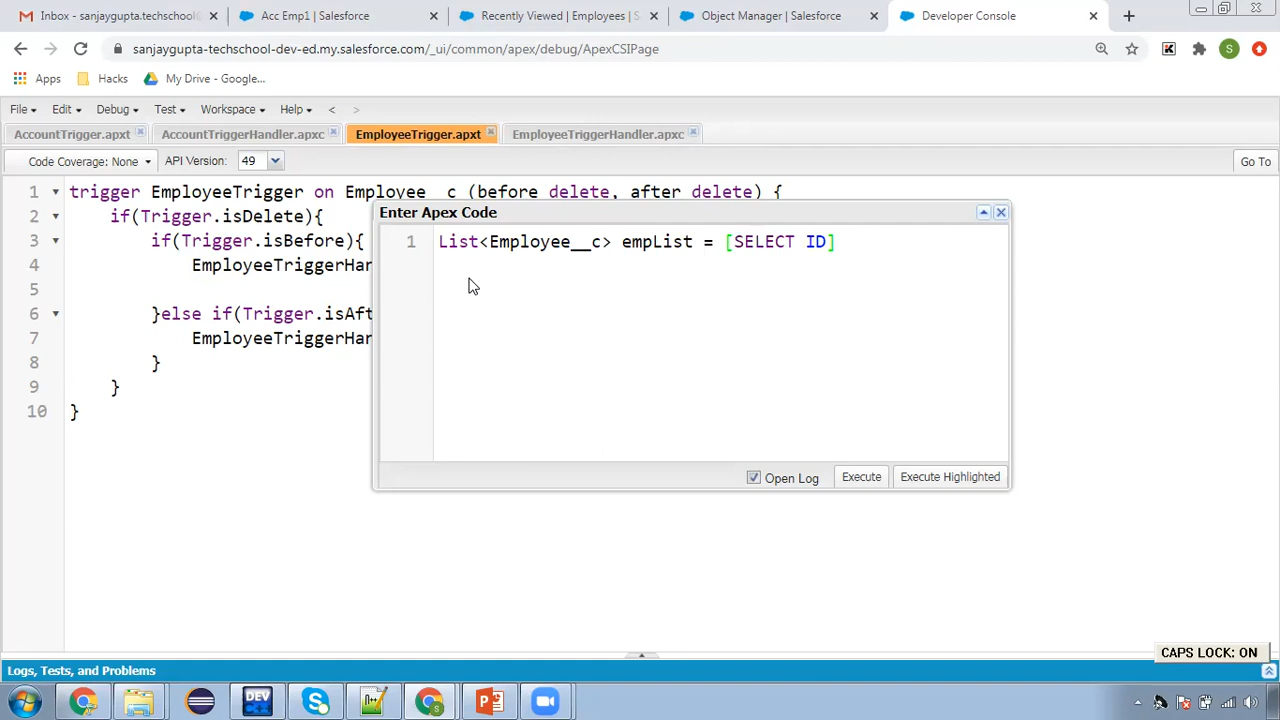 Inbox - sanjaygupta.techschool@
Acc Emp1 | Salesforce
Recently Viewed | Employees | S
Object Manager | Salesforce
Developer Console
sanjaygupta-techschool-dev-ed.my.salesforce.com/_ui/common/apex/debug/ApexCSIPage
S
Apps
Hacks
My Drive - Google...
File
Edit
Debug
Test
Workspace
Help
<
>
AccountTrigger.apxt
AccountTriggerHandler.apxc
EmployeeTrigger.apxt
EmployeeTriggerHandler.apxc
Code Coverage: None
API Version:
49
Go To
1 trigger EmployeeTrigger on Employee__c (before delete, after delete) {
2 if(Trigger.isDelete){
3 if(Trigger.isBefore){
4 EmployeeTriggerHan
5
6 }else if(Trigger.isAft
7 EmployeeTriggerHan
8 }
9 }
10 }
Enter Apex Code
1 List<Employee__c> empList = [SELECT ID]
Open Log
Execute
Execute Highlighted
CAPS LOCK: ON
Logs, Tests, and Problems
DEV
C++